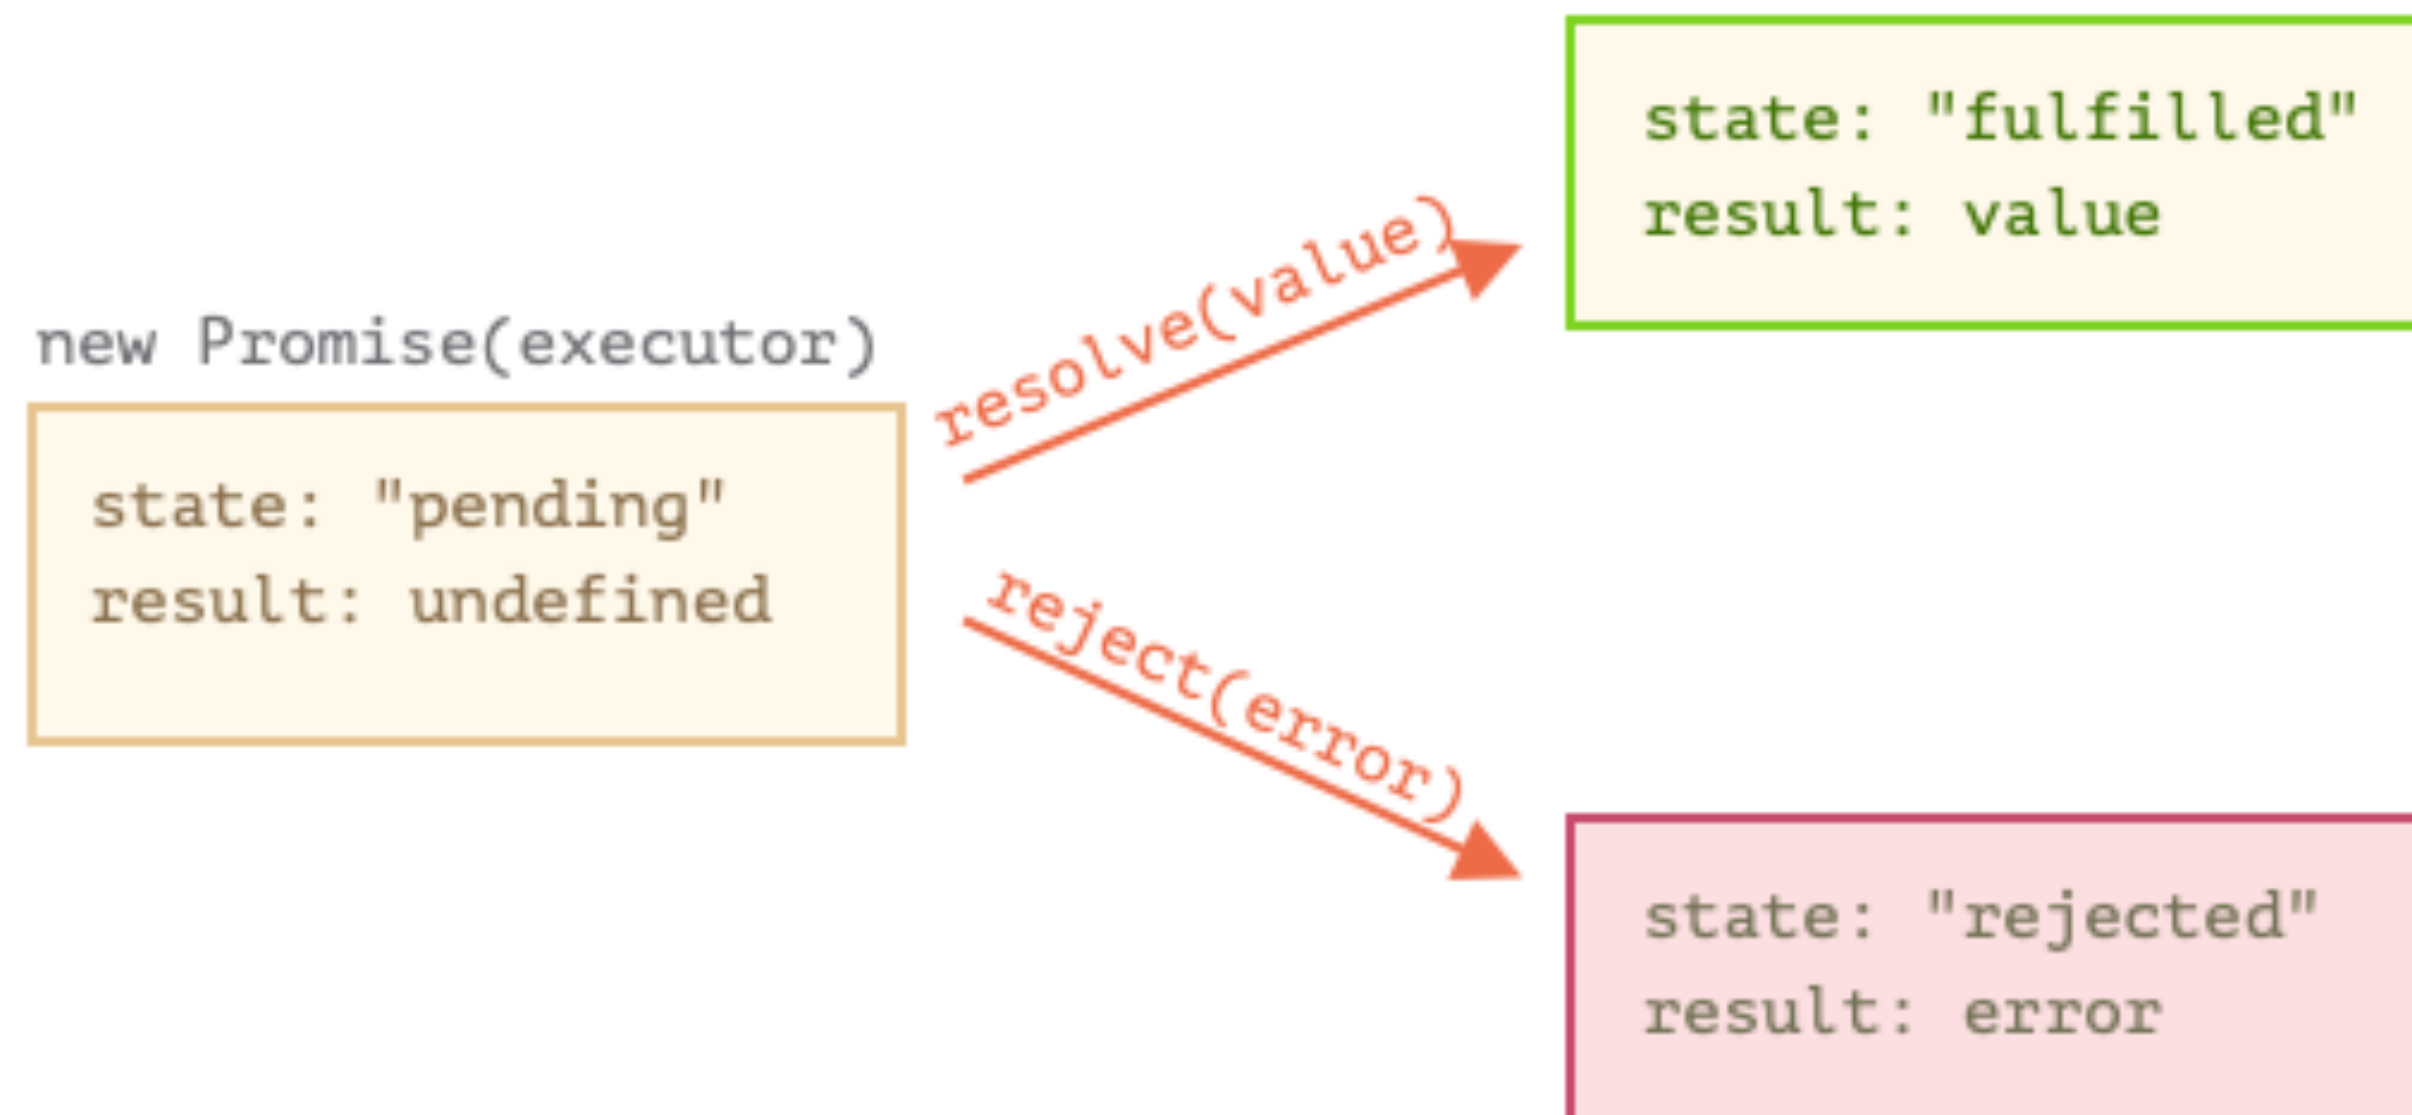 new Promise(executor)
state: "pending"
result: undefined
resolve(value)
reject(error)
state: "fulfilled"
result: value
state: "rejected"
result: error